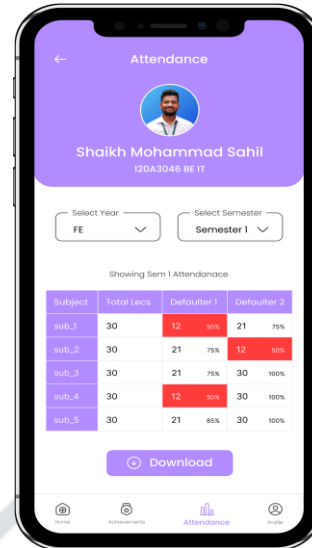 Attendance
Shaikh Mohammad Sahil
120A3046 BE IT
Select Year Select Semester
FE Semester 1
Showing Sem 1 Attendanace
Subject Total Lecs Defaulter 1 Defaulter 2
sub_1 30 12 50% 21 75%
sub_2 30 21 75% 12 50%
sub_3 30 21 75% 30 100%
sub_4 30 12 50% 30 100%
sub_5 30 21 85% 30 100%
Download
Home Achievements Attendance Profile